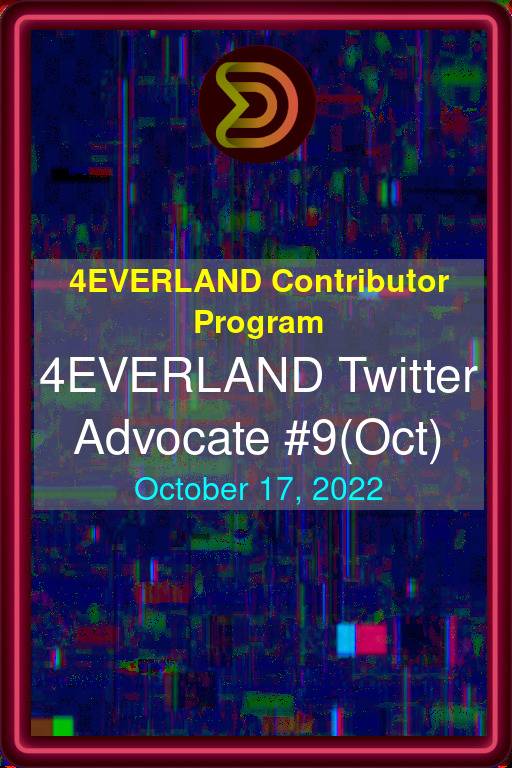 4EVERLAND Contributor
Program
4EVERLAND Twitter
Advocate #9(Oct)
October 17, 2022